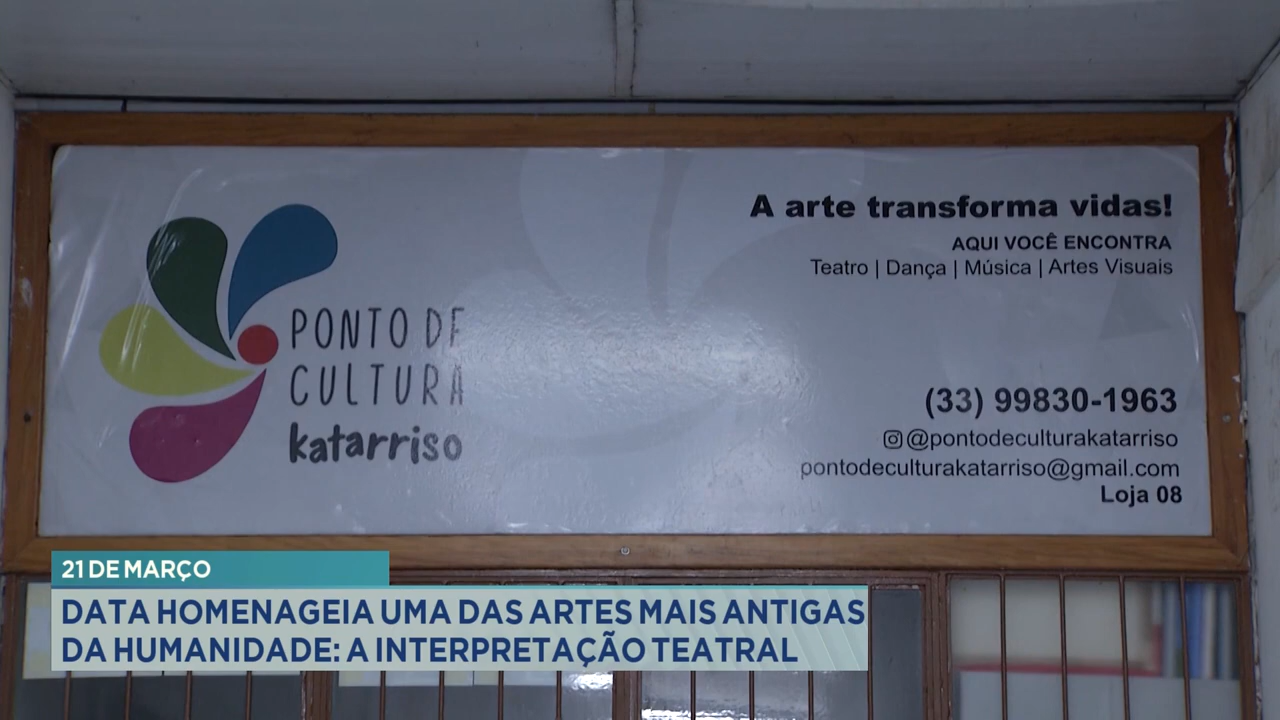 PONTO DE
CULTURA
katarriso
A arte transforma vidas!
AQUI VOCÊ ENCONTRA
Teatro | Dança | Música | Artes Visuais
(33) 99830-1963
@pontodeculturakatarriso
pontodeculturakatarriso@gmail.com
Loja 08
21 DE MARÇO
DATA HOMENAGEIA UMA DAS ARTES MAIS ANTIGAS
DA HUMANIDADE: A INTERPRETAÇÃO TEATRAL